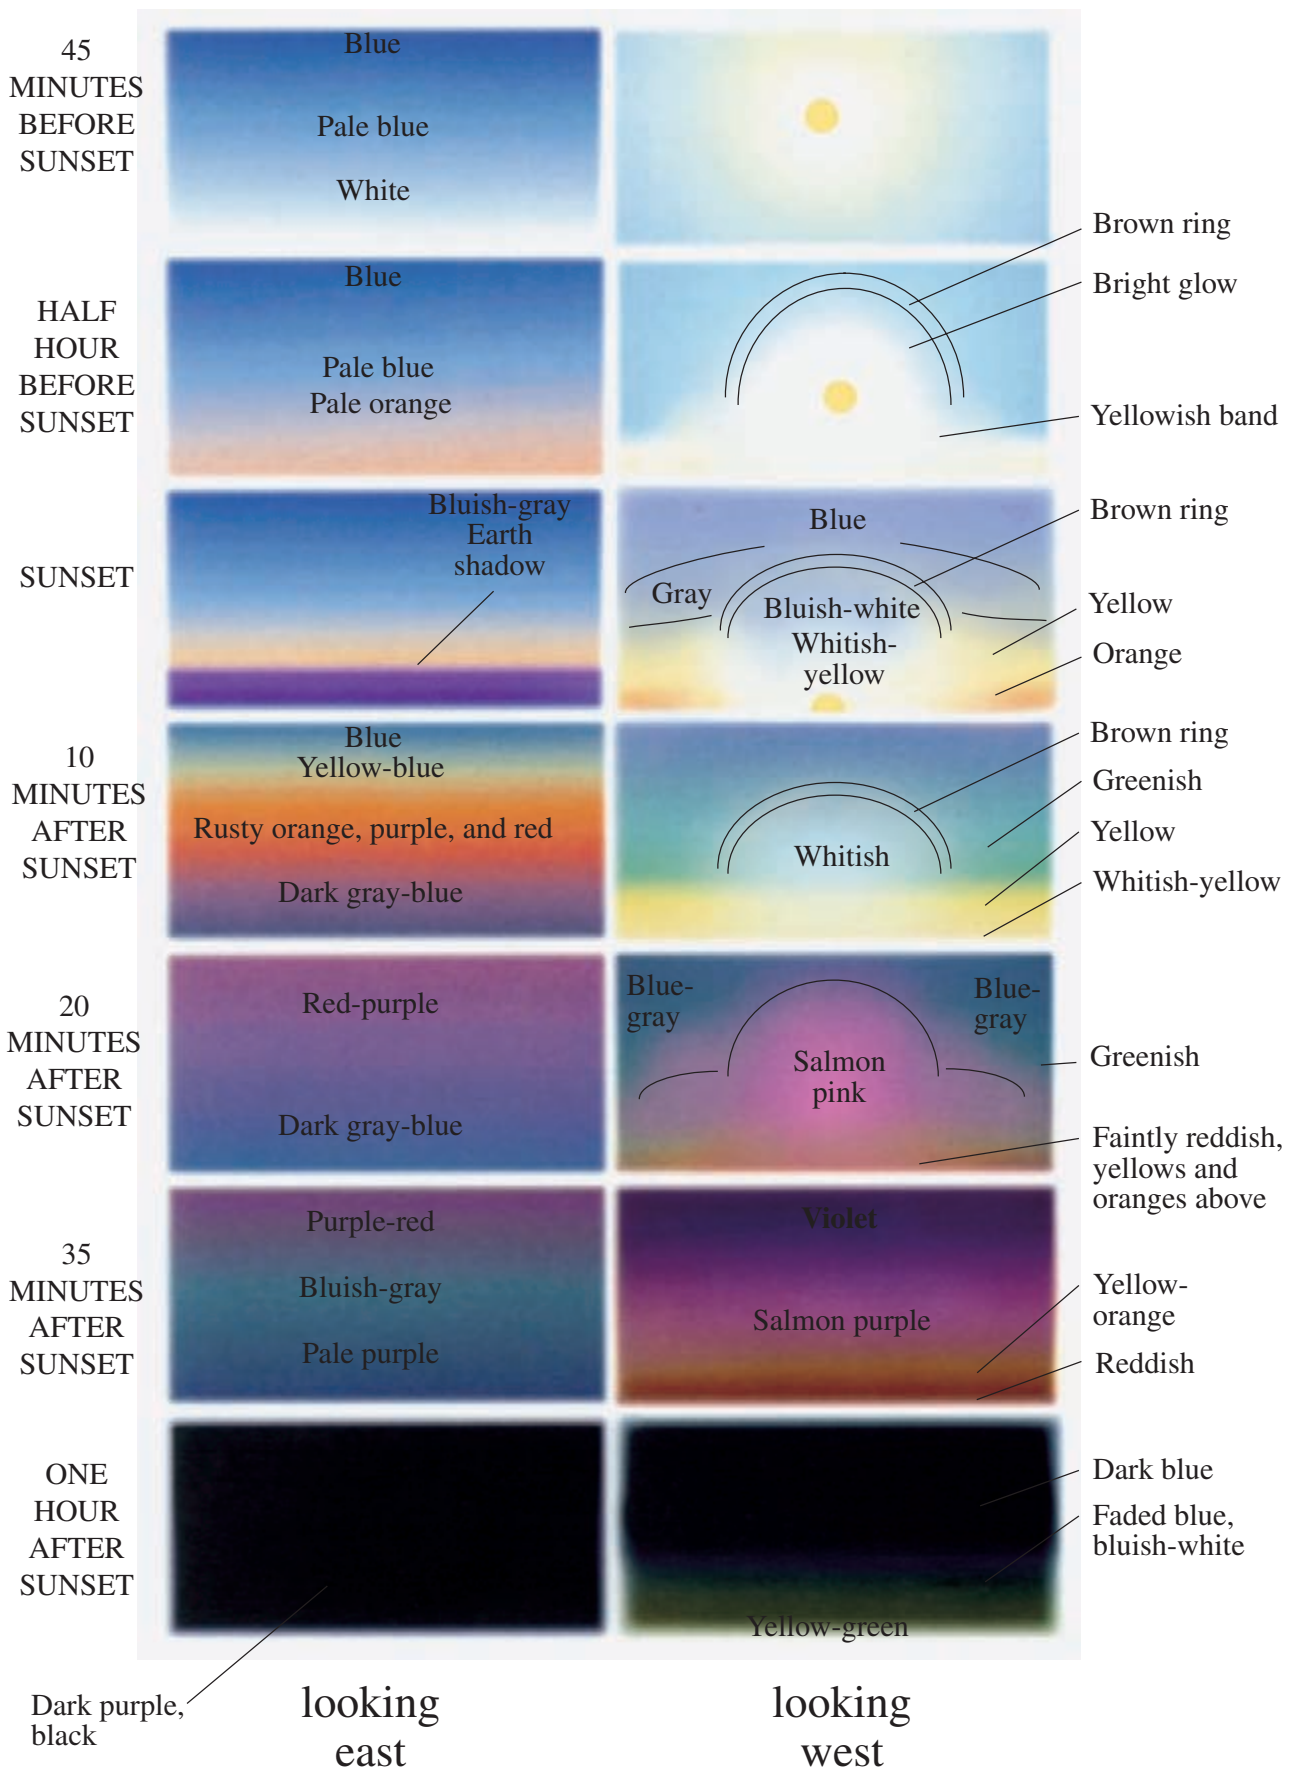 45
MINUTES
BEFORE
SUNSET
Blue
Pale blue
White
Brown ring
Bright glow
HALF
HOUR
BEFORE
SUNSET
Blue
Pale blue
Pale orange
Yellowish band
SUNSET
Bluish-gray
Earth
shadow
Blue
Gray
Bluish-white
Whitish-
yellow
Brown ring
Yellow
Orange
10
MINUTES
AFTER
SUNSET
Blue
Yellow-blue
Rusty orange, purple, and red
Dark gray-blue
Whitish
Brown ring
Greenish
Yellow
Whitish-yellow
20
MINUTES
AFTER
SUNSET
Red-purple
Dark gray-blue
Blue-
gray
Salmon
pink
Blue-
gray
Greenish
Faintly reddish,
yellows and
oranges above
35
MINUTES
AFTER
SUNSET
Purple-red
Bluish-gray
Pale purple
Violet
Salmon purple
Yellow-
orange
Reddish
ONE
HOUR
AFTER
SUNSET
Dark blue
Faded blue,
bluish-white
Yellow-green
Dark purple,
black
looking
east
looking
west